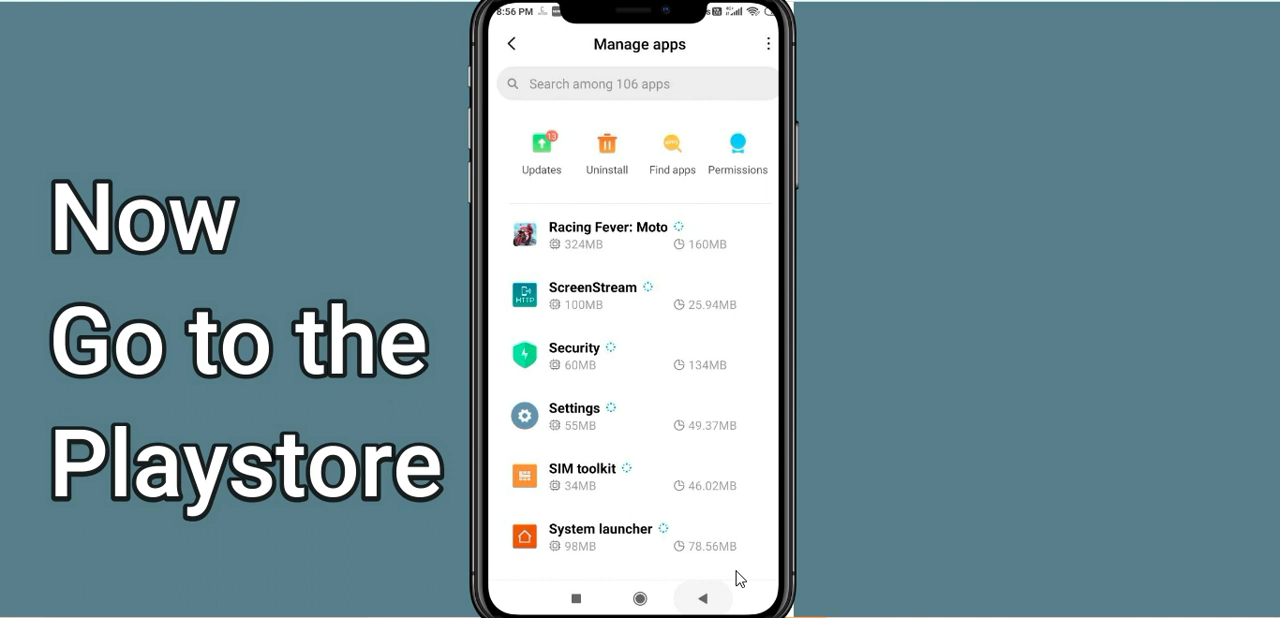 8:56 PM
Manage apps
Search among 106 apps
13
Updates
Uninstall
Find apps
Permissions
Racing Fever: Moto
324MB
160MB
HTTP
ScreenStream
100MB
25.94MB
Security
60MB
134MB
Settings
55MB
49.37MB
SIM toolkit
34MB
46.02MB
System launcher
98MB
78.56MB
Now
Go to the
Playstore